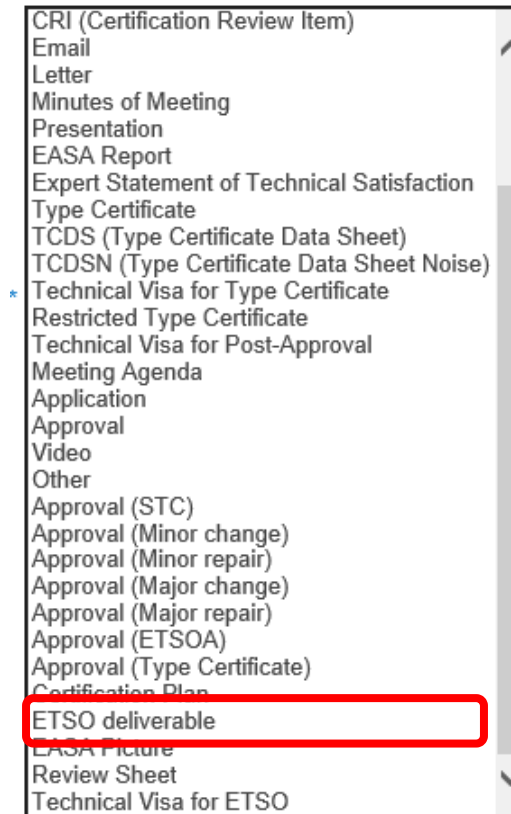 CRI (Certification Review Item)
Email
Letter
Minutes of Meeting
Presentation
EASA Report
Expert Statement of Technical Satisfaction
Type Certificate
TCDS (Type Certificate Data Sheet)
TCDSN (Type Certificate Data Sheet Noise)
* Technical Visa for Type Certificate
Restricted Type Certificate
Technical Visa for Post-Approval
Meeting Agenda
Application
Approval
Video
Other
Approval (STC)
Approval (Minor change)
Approval (Minor repair)
Approval (Major change)
Approval (Major repair)
Approval (ETSOA)
Approval (Type Certificate)
Certification Plan
ETSO deliverable
EASA Picture
Review Sheet
Technical Visa for ETSO